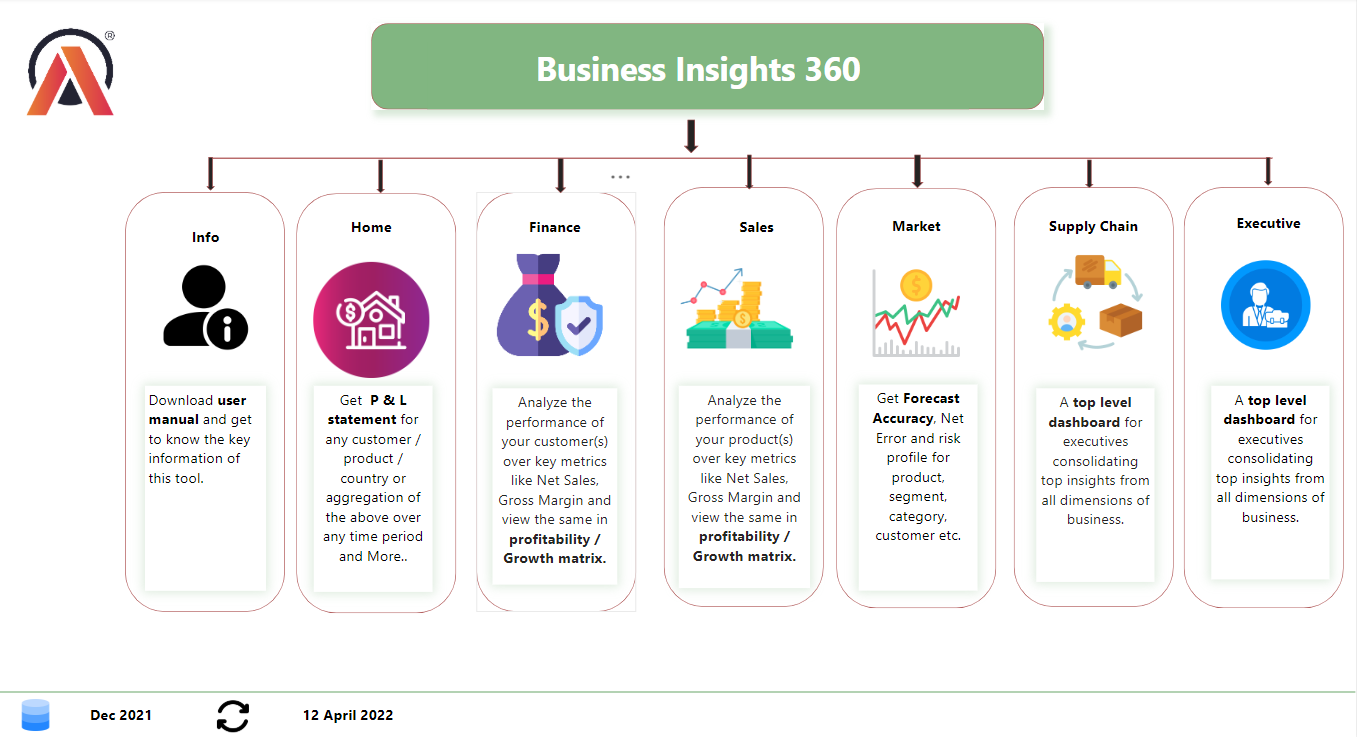 ®
Business Insights 360
...
Info
Download user
manual and get
to know the key
information of
this tool.
Home
Get P & L
statement for
any customer /
product /
country or
aggregation of
the above over
any time period
and More..
Finance
Analyze the
performance of
your customer(s)
over key metrics
like Net Sales,
Gross Margin and
view the same in
profitability /
Growth matrix.
Sales
Analyze the
performance of
your product(s)
over key metrics
like Net Sales,
Gross Margin and
view the same in
profitability /
Growth matrix.
Market
Get Forecast
Accuracy, Net
Error and risk
profile for
product,
segment,
category,
customer etc.
Supply Chain
A top level
dashboard for
executives
consolidating
top insights from
all dimensions of
business.
Executive
A top level
dashboard for
executives
consolidating
top insights from
all dimensions of
business.
Dec 2021
12 April 2022